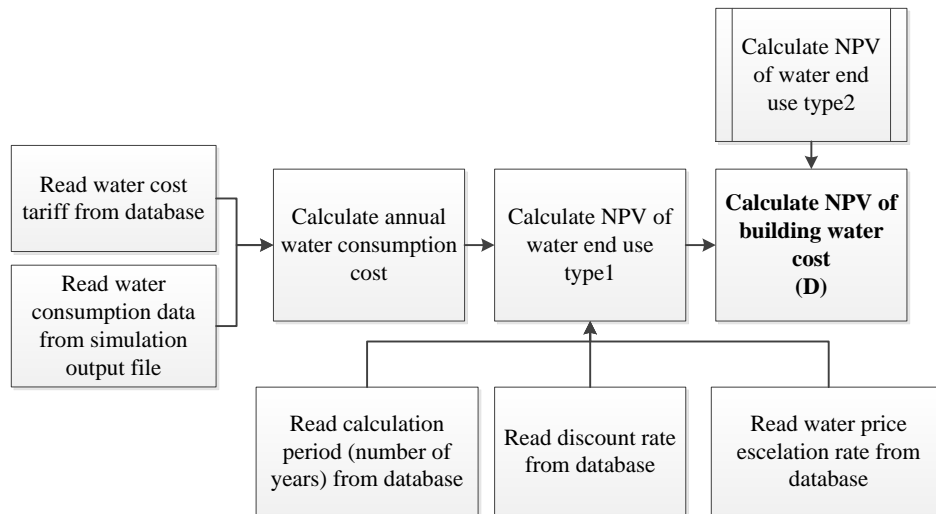 Calculate NPV
of water end
use type2
Read water cost
tariff from database
Read water
consumption data
from simulation
output file
Calculate annual
water consumption
cost
Calculate NPV of
water end use
type1
Calculate NPV of
building water
cost
(D)
Read calculation
period (number of
years) from database
Read discount rate
from database
Read water price
escelation rate from
database